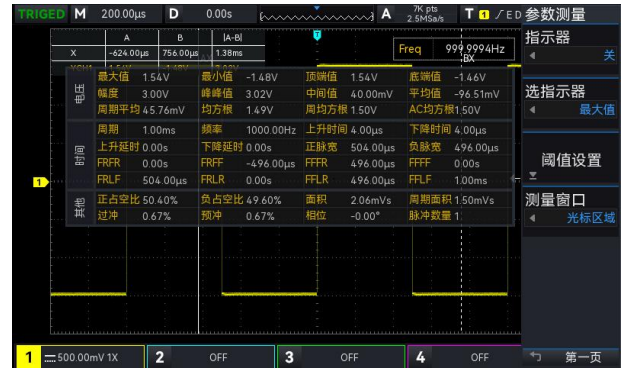 TRIGED M 200.00μs D 0.00s A 7K pts 2.5MSa/s T 1 ED 参数测量
A B |A-B|
X -624.00μs 756.00μs 1.38ms
T
Freq 999.9994Hz
BX
指示器
关
选指示器
最大值
阈值设置
测量窗口
光标区域
电压
最大值 1.54V 最小值 -1.48V 顶端值 1.54V 底端值 -1.46V
幅度 3.00V 峰峰值 3.02V 中间值 40.00mV 平均值 -96.51mV
周期平均 45.76mV 均方根 1.49V 周均方根 1.50V AC均方根 1.50V
时间
周期 1.00ms 频率 1000.00Hz 上升时间 4.00μs 下降时间 4.00μs
上升延时 0.00s 下降延时 0.00s 正脉宽 504.00μs 负脉宽 496.00μs
FRFR 0.00s FRFF -496.00μs FFFR 496.00μs FFFF 0.00s
FRLF 504.00μs FRLR 0.00s FFLR 496.00μs FFLF 1.00ms
其他
正占空比 50.40% 负占空比 49.60% 面积 2.06mVs 周期面积 1.50mVs
过冲 0.67% 预冲 0.67% 相位 -0.00° 脉冲数量 1
1
1 500.00mV 1X 2 OFF 3 OFF 4 OFF 第一页